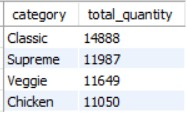 category total_quantity
Classic 14888
Supreme 11987
Veggie 11649
Chicken 11050